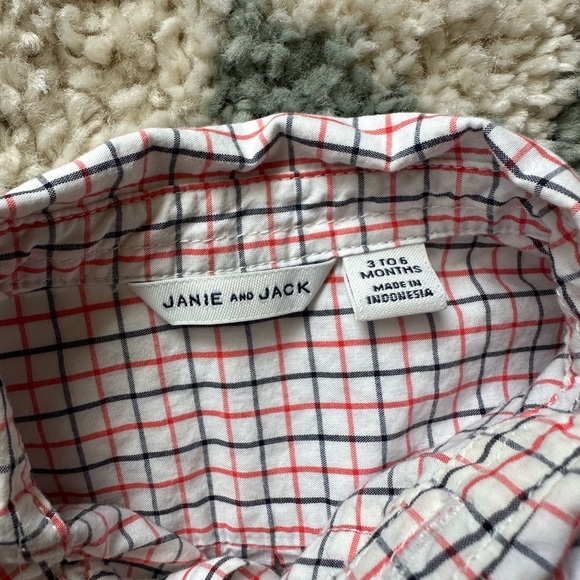 JANIE AND JACK
3 TO 6
MONTHS
MADE IN
INDONESIA